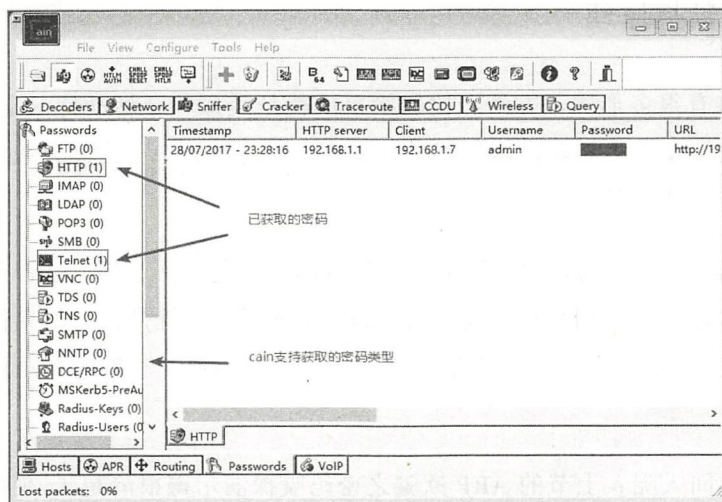 ain
File View Configure Tools Help
Decoders Network Sniffer Cracker Traceroute CCDU Wireless Query
Passwords
Timestamp HTTP server Client Username Password URL
28/07/2017 - 23:28:16 192.168.1.1 192.168.1.7 admin http://19
FTP (0)
HTTP (1)
IMAP (0)
LDAP (0)
POP3 (0)
SMB (0)
Telnet (1)
VNC (0)
TDS (0)
TNS (0)
SMTP (0)
NNTP (0)
DCE/RPC (0)
MSKerb5-PreAu
Radius-Keys (0)
Radius-Users (0
已获取的密码
cain支持获取的密码类型
HTTP
Hosts APR Routing Passwords VoIP
Lost packets: 0%